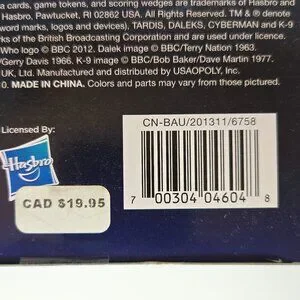 a cards, game tokens, and scoring wedges are trademarks of Hasbro and
Hasbro, Pawtucket, RI 02862 USA. All Rights Reserved. TM & ® denote
word marks, logos and devices), TARDIS, DALEKS, CYBERMAN and K-9
rks of the British Broadcasting Corporation and are used under licence.
Who logo © BBC 2012. Dalek image © BBC/Terry Nation 1963.
/Gerry Davis 1966. K-9 image © BBC/Bob Baker/Dave Martin 1977.
UK, Ltd. Manufactured and distributed by USAOPOLY, Inc.
0. MADE IN CHINA. Colors and parts may vary from those pictured.
Licensed By:
Hasbro
CAD $19.95
CN-BAU/201311/6758
7 00304 04604 8